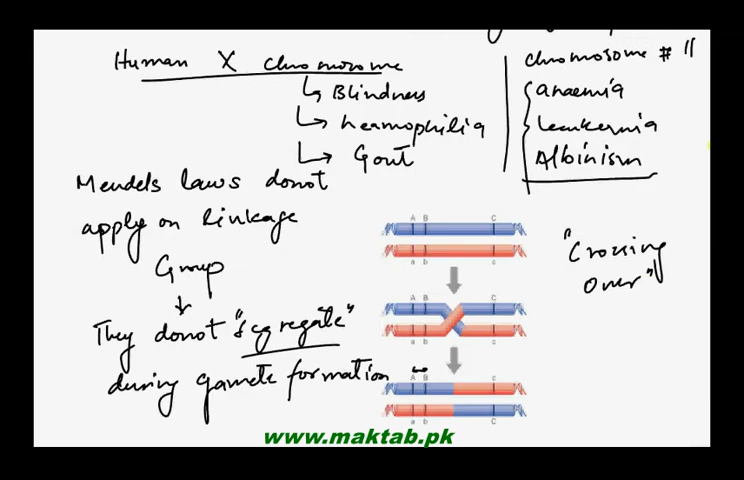 Human X chromosome
Blindness
haemophilia
Gout
chromosome # 11
anaemia
Leukemia
Albinism
Mendels laws donot
apply on linkage
Group
They donot "segregate"
during gamete formation
"Crossing
Over"
A B C
a b c
A B C
a b c
A B c
a b C
www.maktab.pk